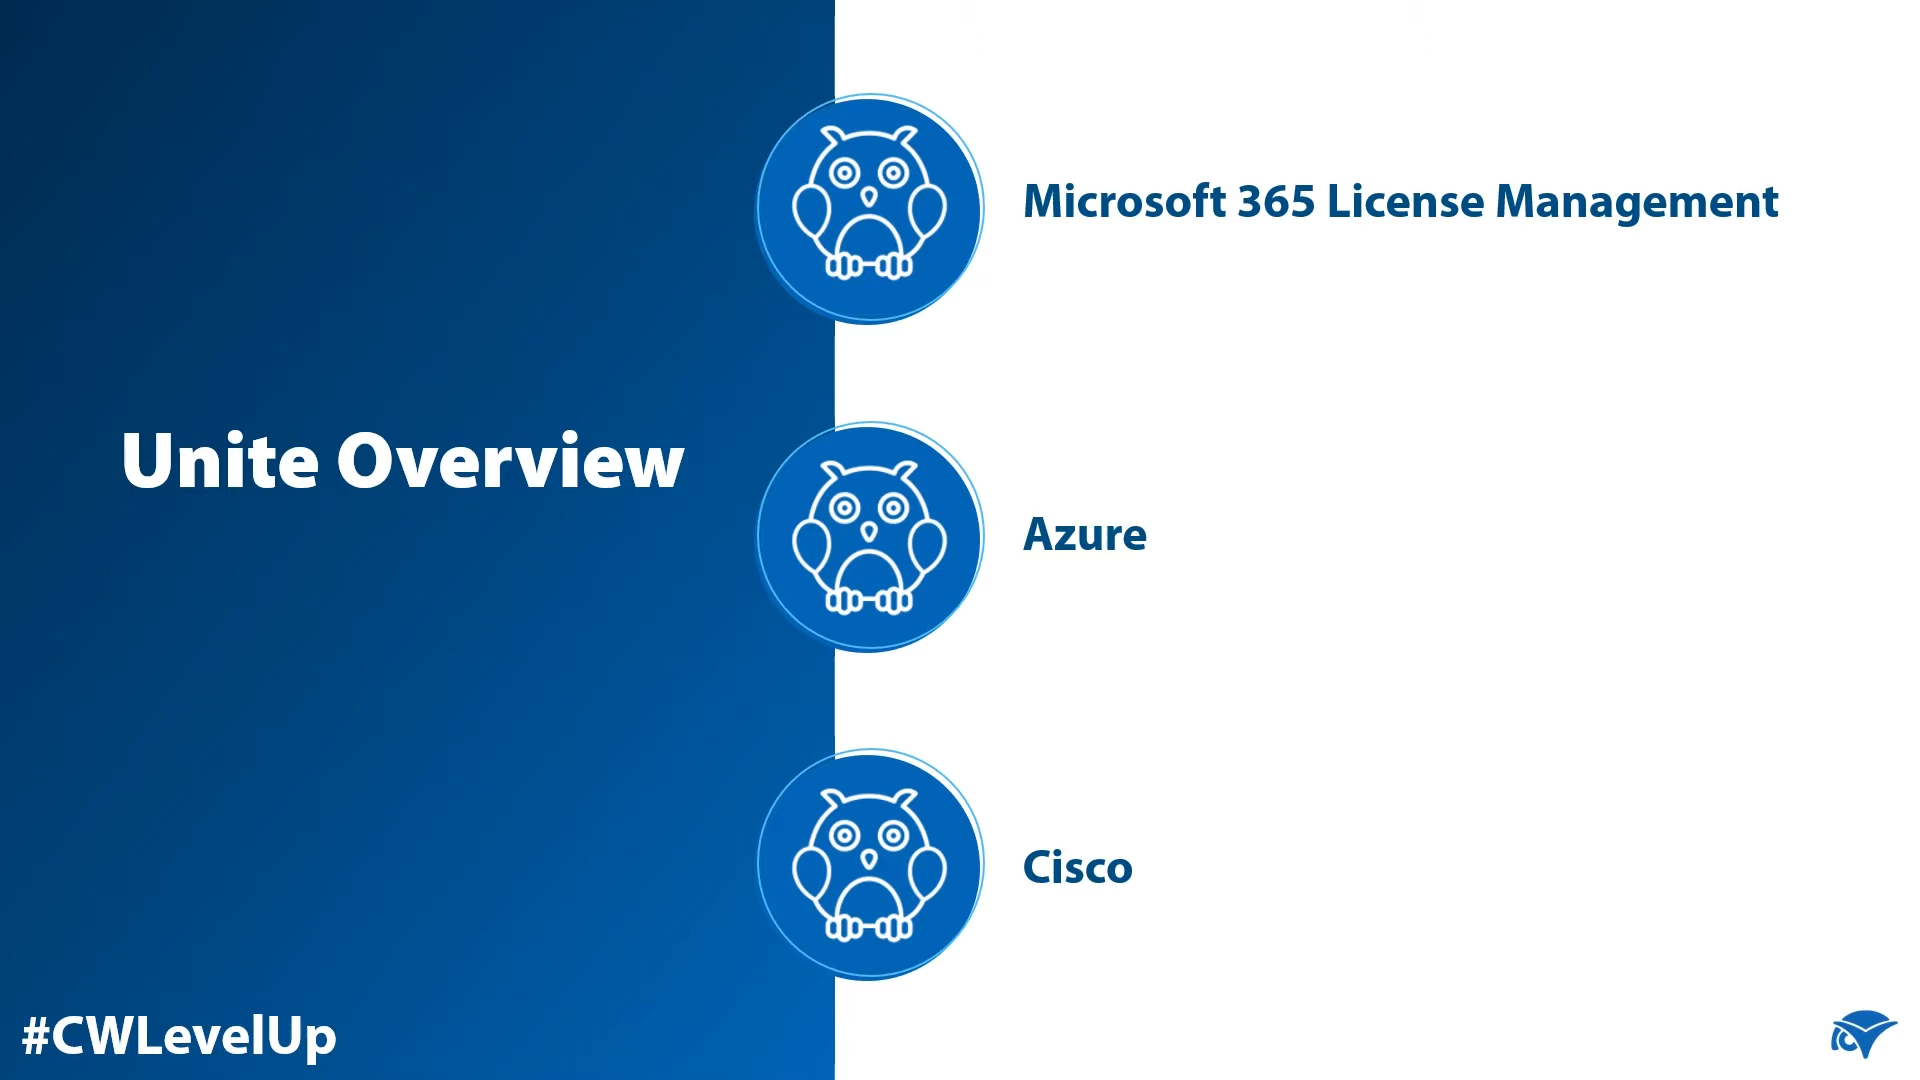 Unite Overview
Microsoft 365 License Management
Azure
Cisco
#CWLevelUp